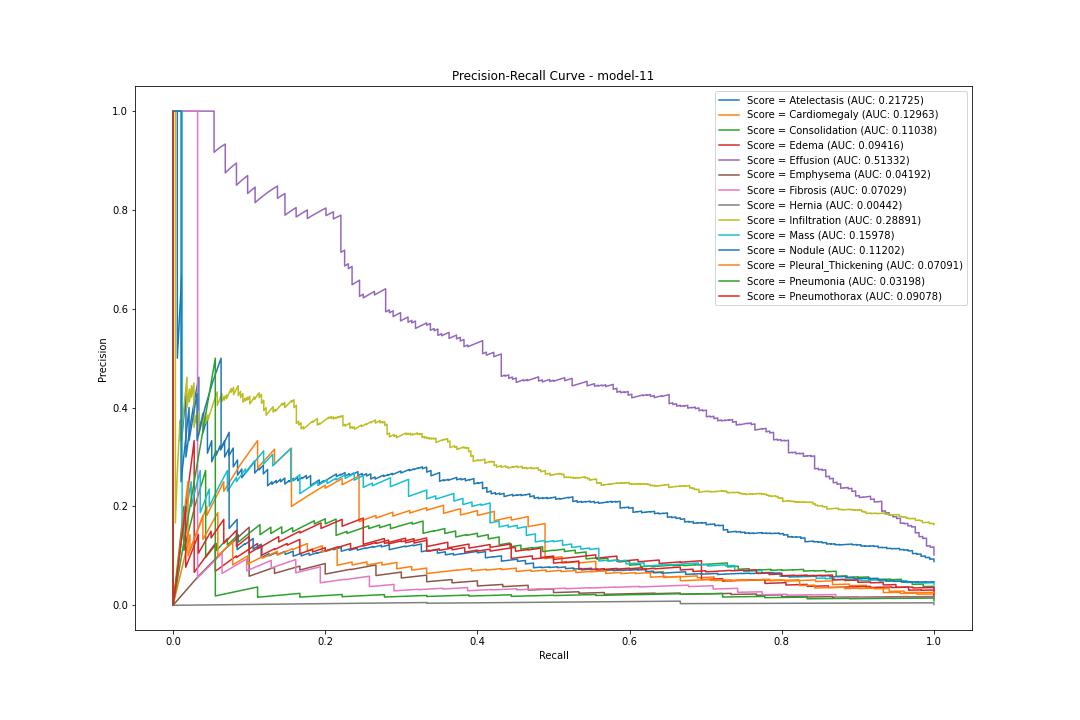 Precision-Recall Curve - model-11
1.0
0.8
0.6
0.4
0.2
0.0
Precision
Score = Atelectasis (AUC: 0.21725)
Score = Cardiomegaly (AUC: 0.12963)
Score = Consolidation (AUC: 0.11038)
Score = Edema (AUC: 0.09416)
Score = Effusion (AUC: 0.51332)
Score = Emphysema (AUC: 0.04192)
Score = Fibrosis (AUC: 0.07029)
Score = Hernia (AUC: 0.00442)
Score = Infiltration (AUC: 0.28891)
Score = Mass (AUC: 0.15978)
Score = Nodule (AUC: 0.11202)
Score = Pleural_Thickening (AUC: 0.07091)
Score = Pneumonia (AUC: 0.03198)
Score = Pneumothorax (AUC: 0.09078)
0.0 0.2 0.4 0.6 0.8 1.0
Recall